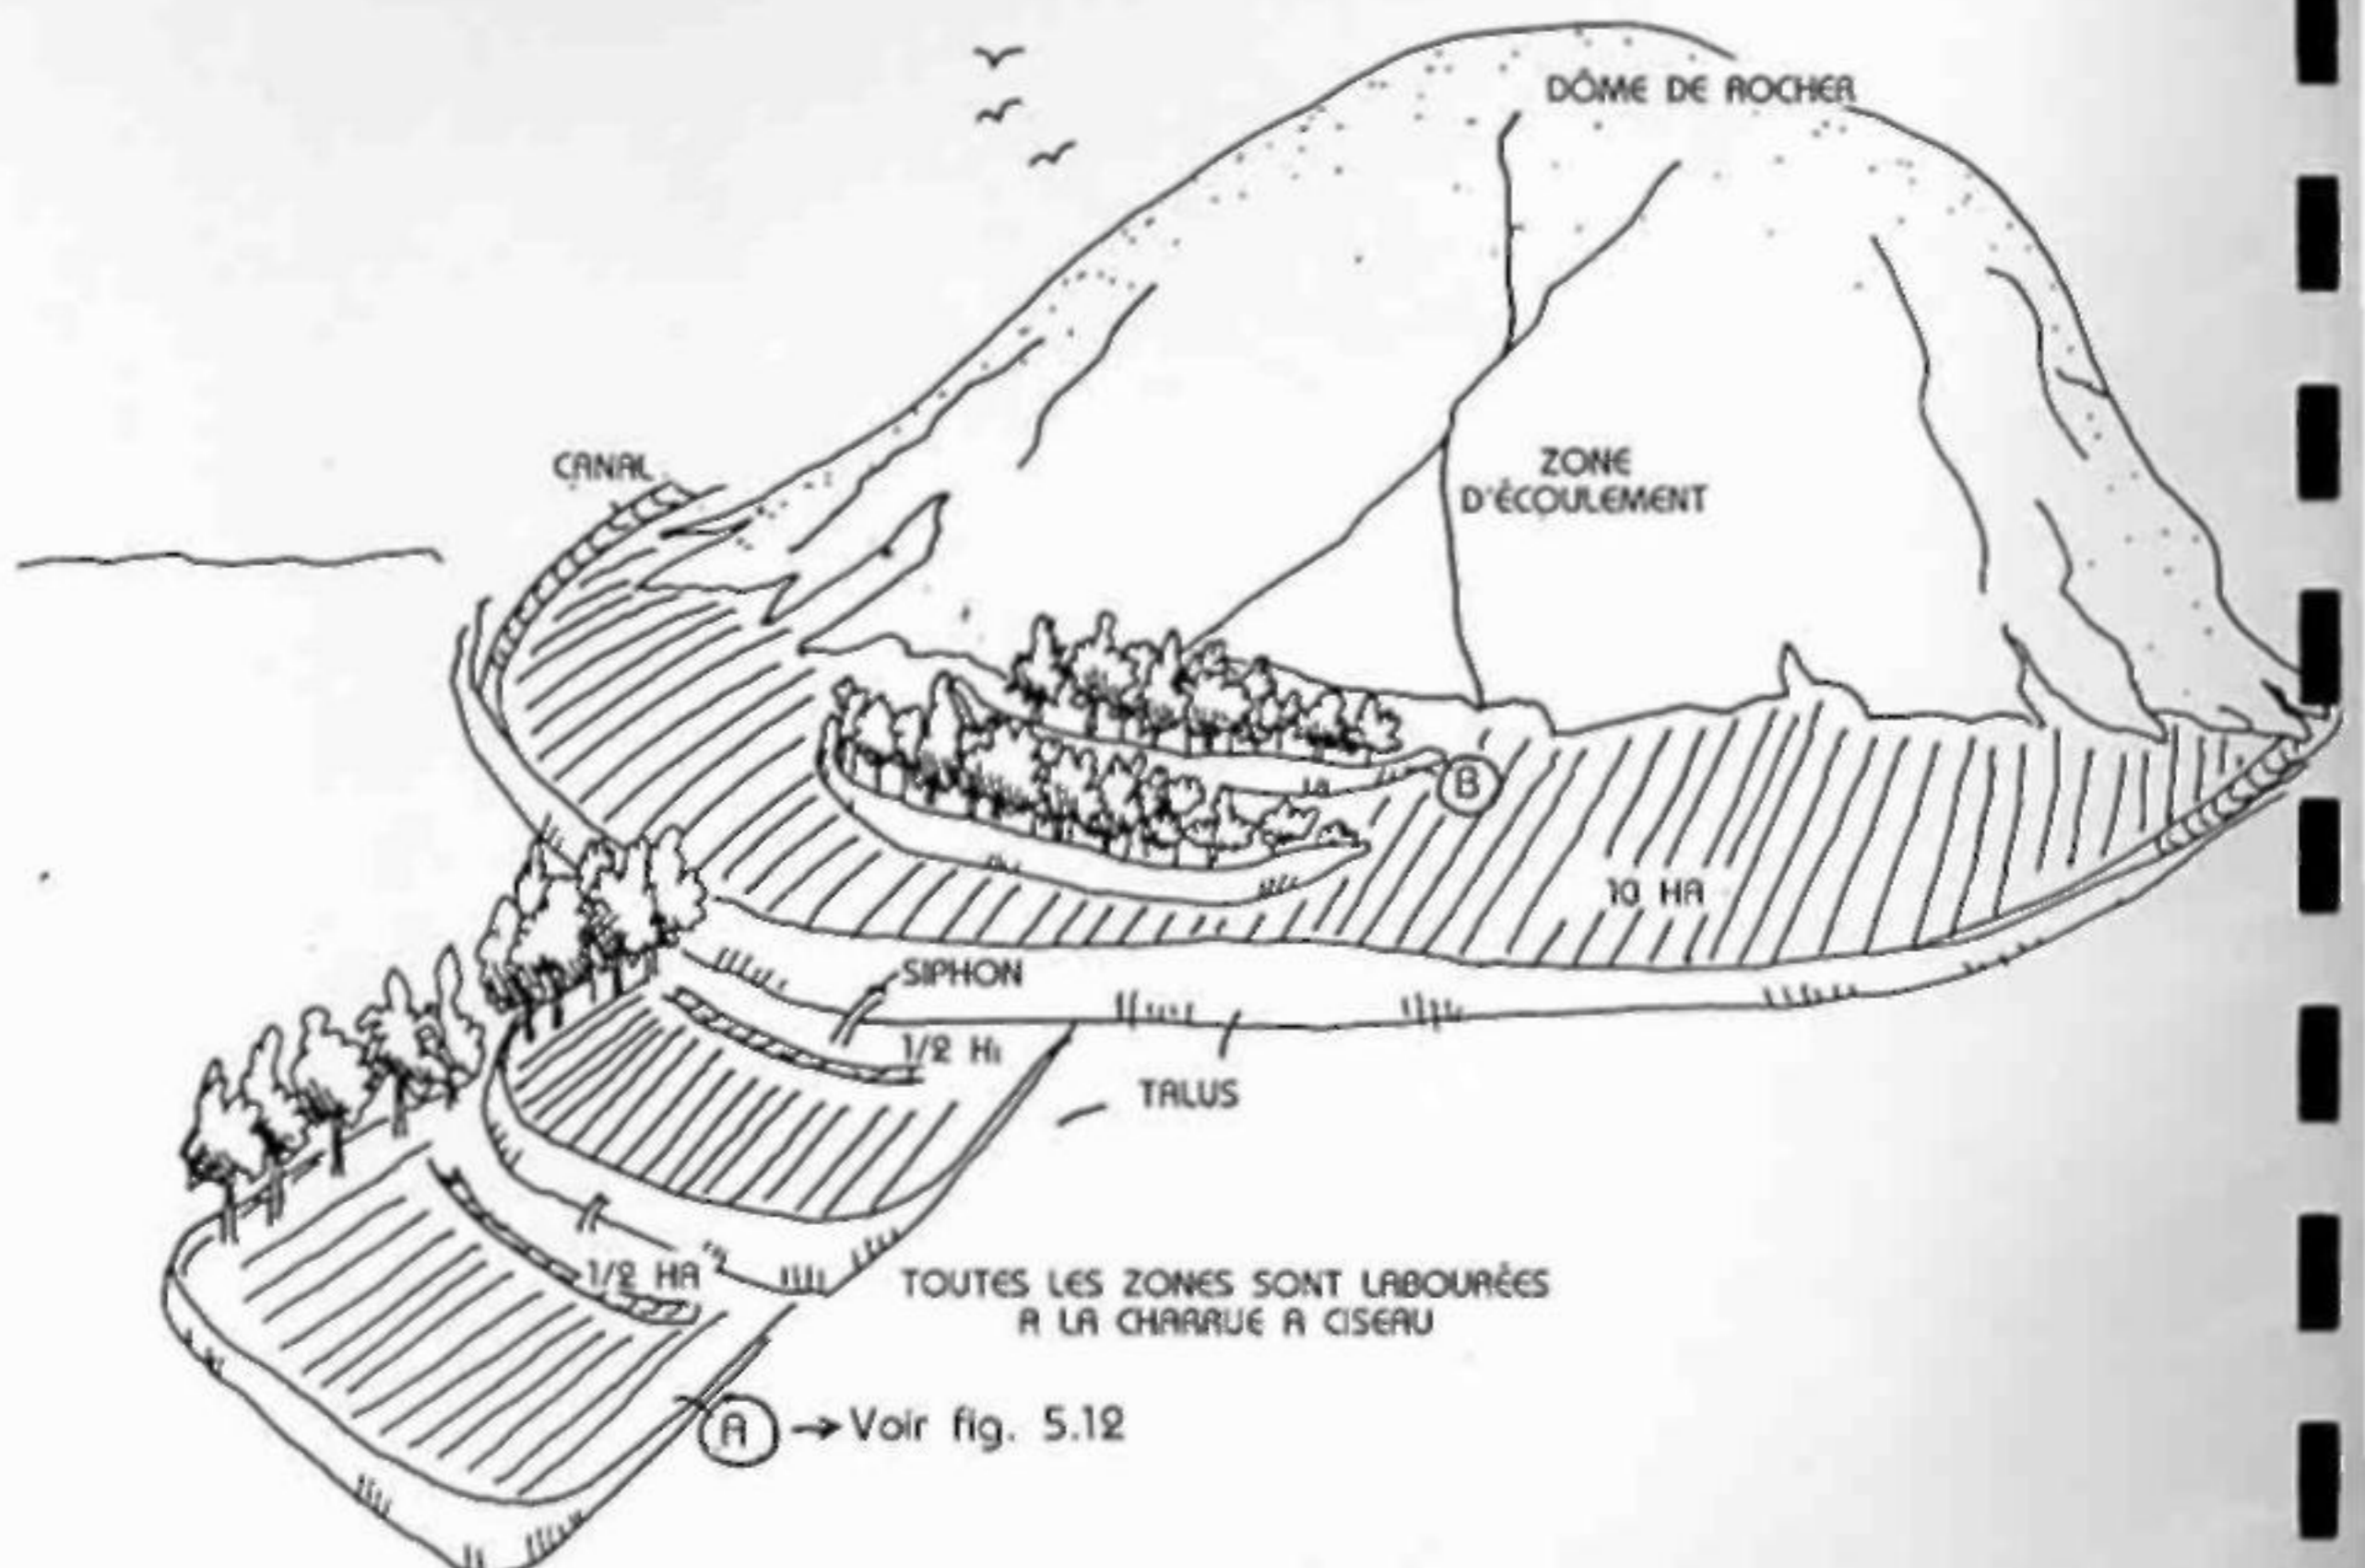 DÔME DE ROCHER
CANAL
ZONE
D'ÉCOULEMENT
B
10 HA
SIPHON
1/2 H
TALUS
1/2 HA
TOUTES LES ZONES SONT LABOURÉES
A LA CHARRUE A CISEAU
A → Voir fig. 5.12